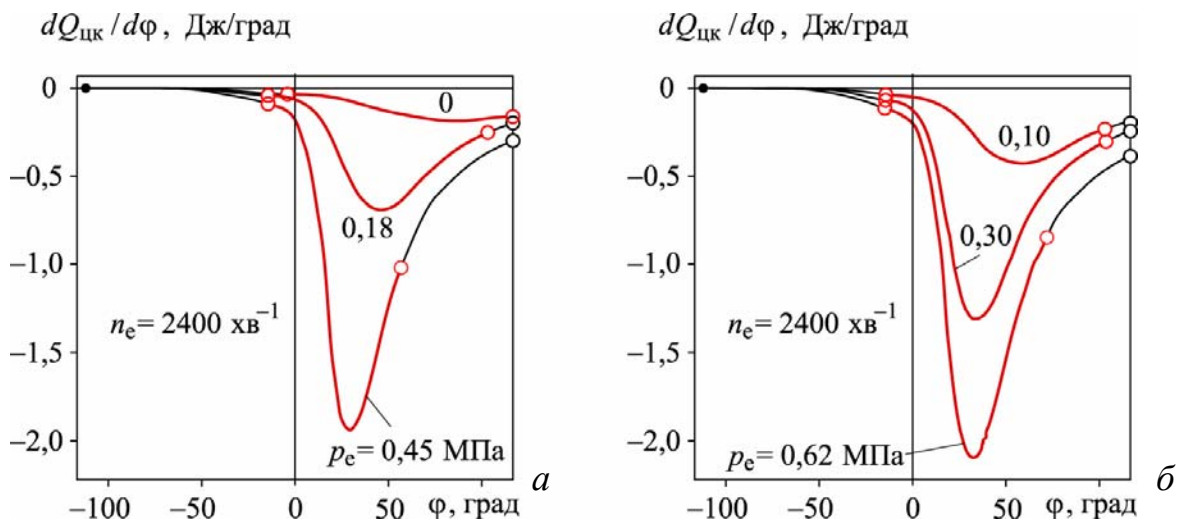 dQцк / dφ ,  Дж/град
0
0
−0,5
0,18
−1,0
nе= 2400 хв⁻¹
−1,5
−2,0
pе= 0,45 МПа
−100 −50 0 50 φ, град
а
dQцк / dφ ,  Дж/град
0
0,10
−0,5
0,30
−1,0
nе= 2400 хв⁻¹
−1,5
−2,0
pе= 0,62 МПа
−100 −50 0 50 φ, град
б